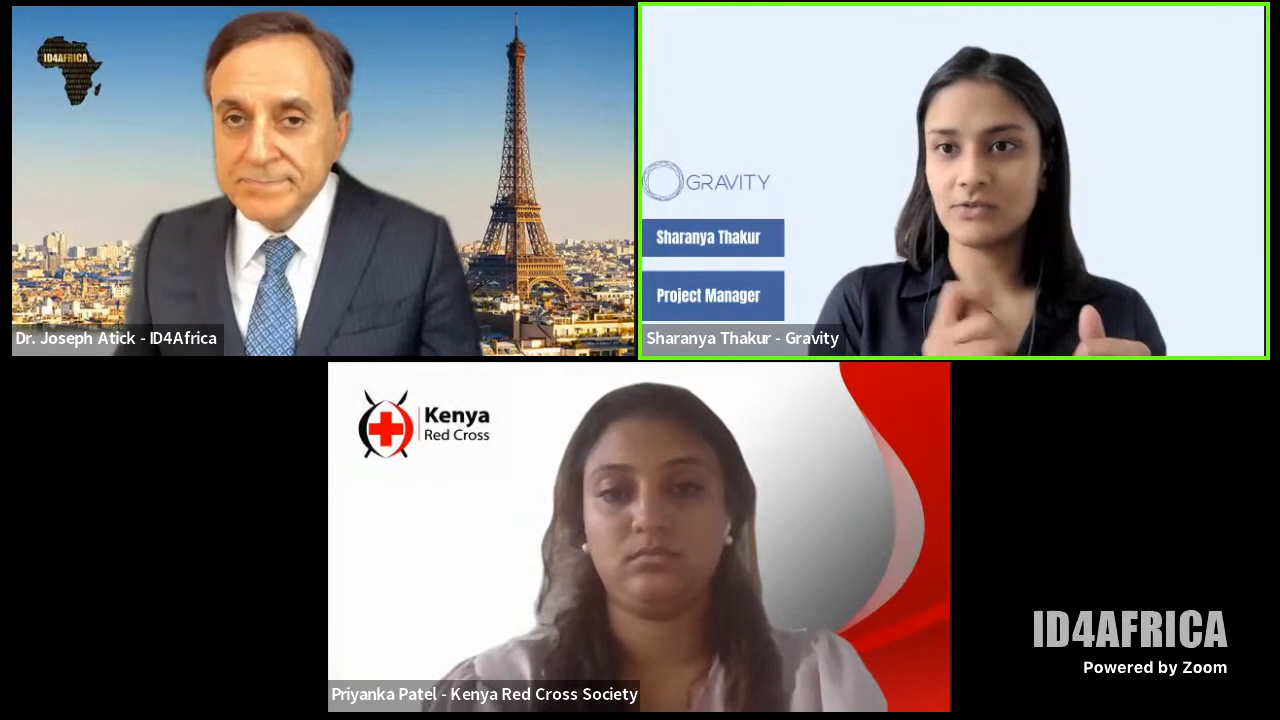 ID4AFRICA
Dr. Joseph Atick - ID4Africa
GRAVITY
Sharanya Thakur
Project Manager
Sharanya Thakur - Gravity
Kenya
Red Cross
Priyanka Patel - Kenya Red Cross Society
ID4AFRICA
Powered by Zoom